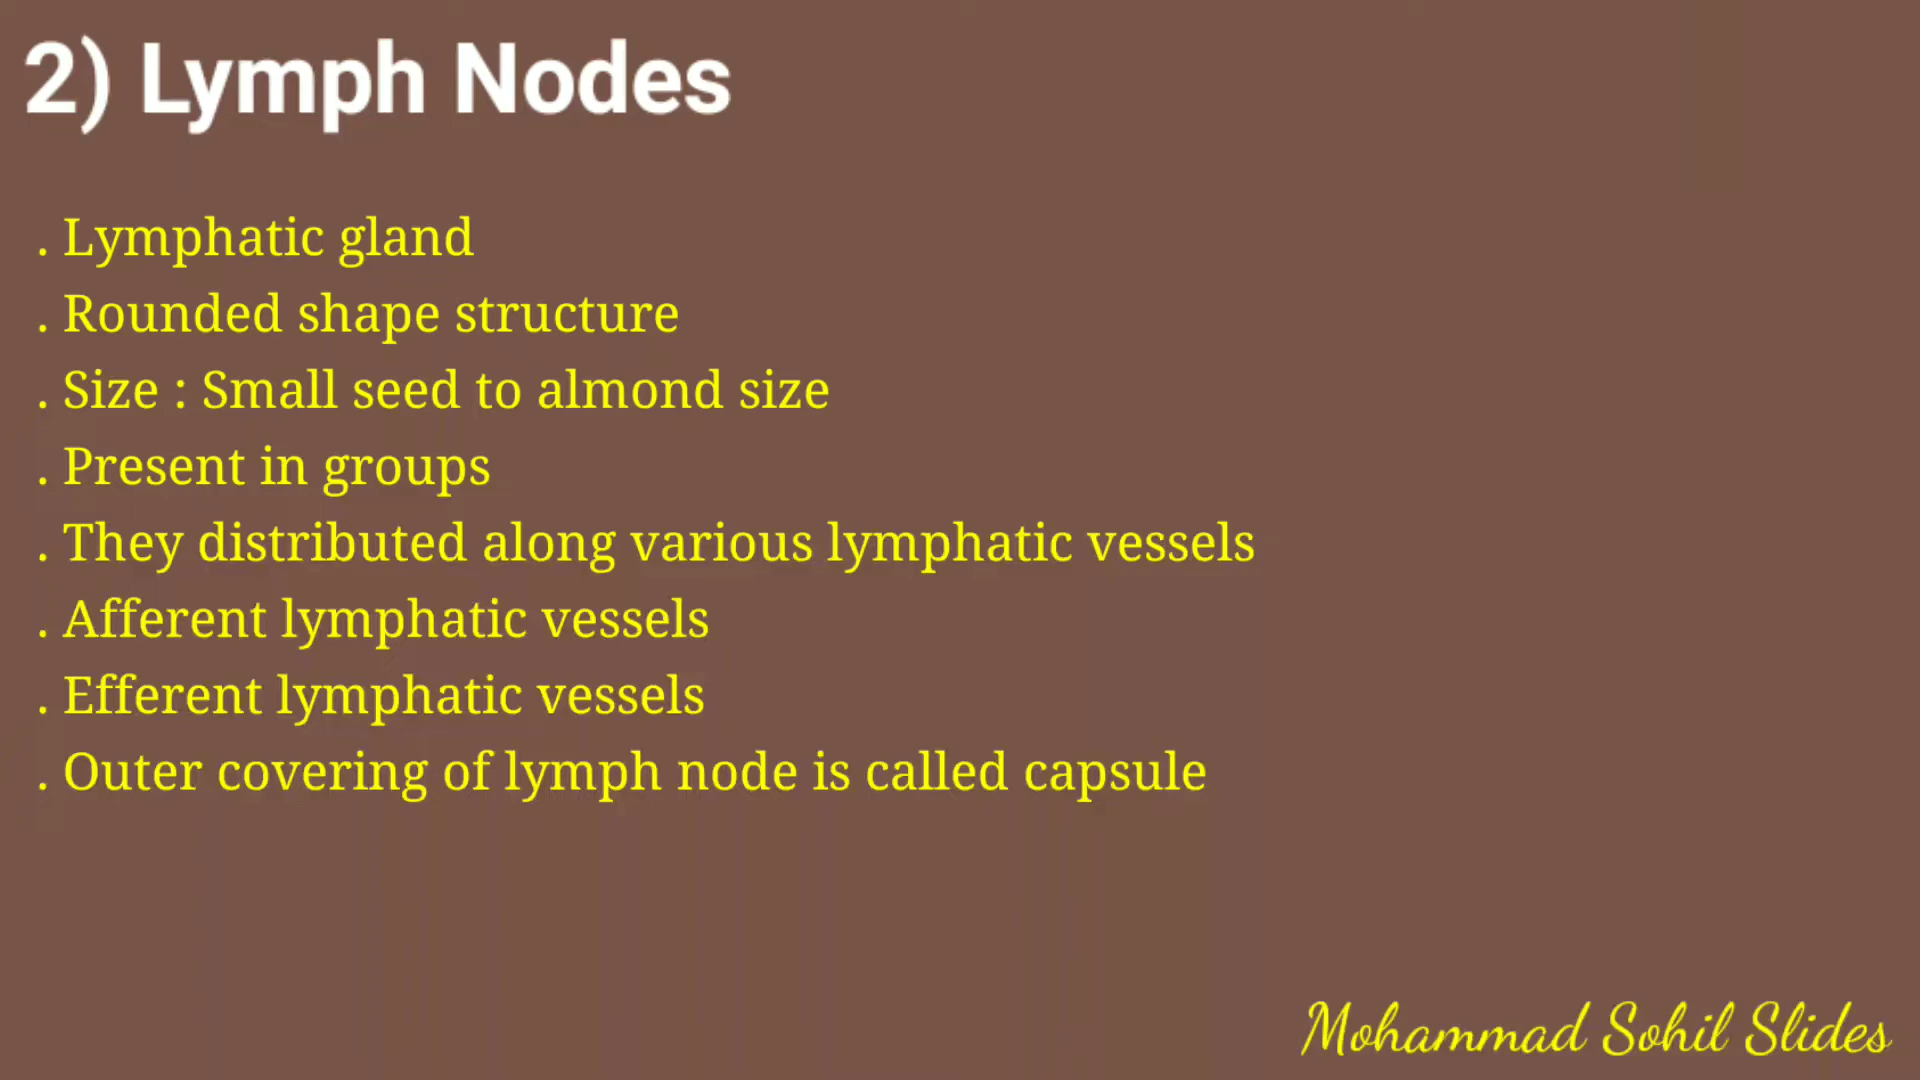 2) Lymph Nodes
. Lymphatic gland
. Rounded shape structure
. Size : Small seed to almond size
. Present in groups
. They distributed along various lymphatic vessels
. Afferent lymphatic vessels
. Efferent lymphatic vessels
. Outer covering of lymph node is called capsule
Mohammad Sohil Slides